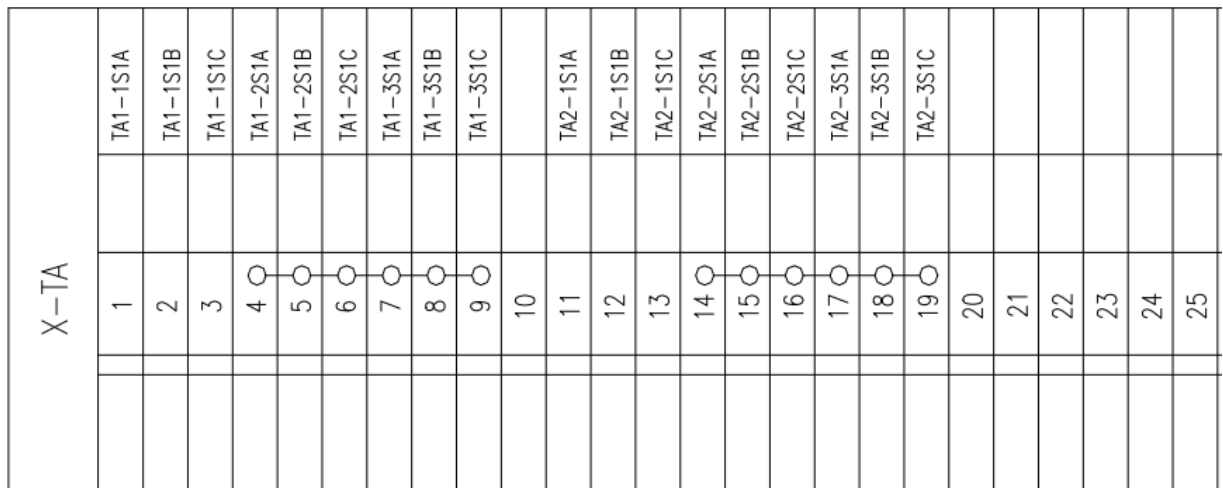 X-TA
TA1-1S1A
TA1-1S1B
TA1-1S1C
TA1-2S1A
TA1-2S1B
TA1-2S1C
TA1-3S1A
TA1-3S1B
TA1-3S1C
TA2-1S1A
TA2-1S1B
TA2-1S1C
TA2-2S1A
TA2-2S1B
TA2-2S1C
TA2-3S1A
TA2-3S1B
TA2-3S1C
1
2
3
4
5
6
7
8
9
10
11
12
13
14
15
16
17
18
19
20
21
22
23
24
25